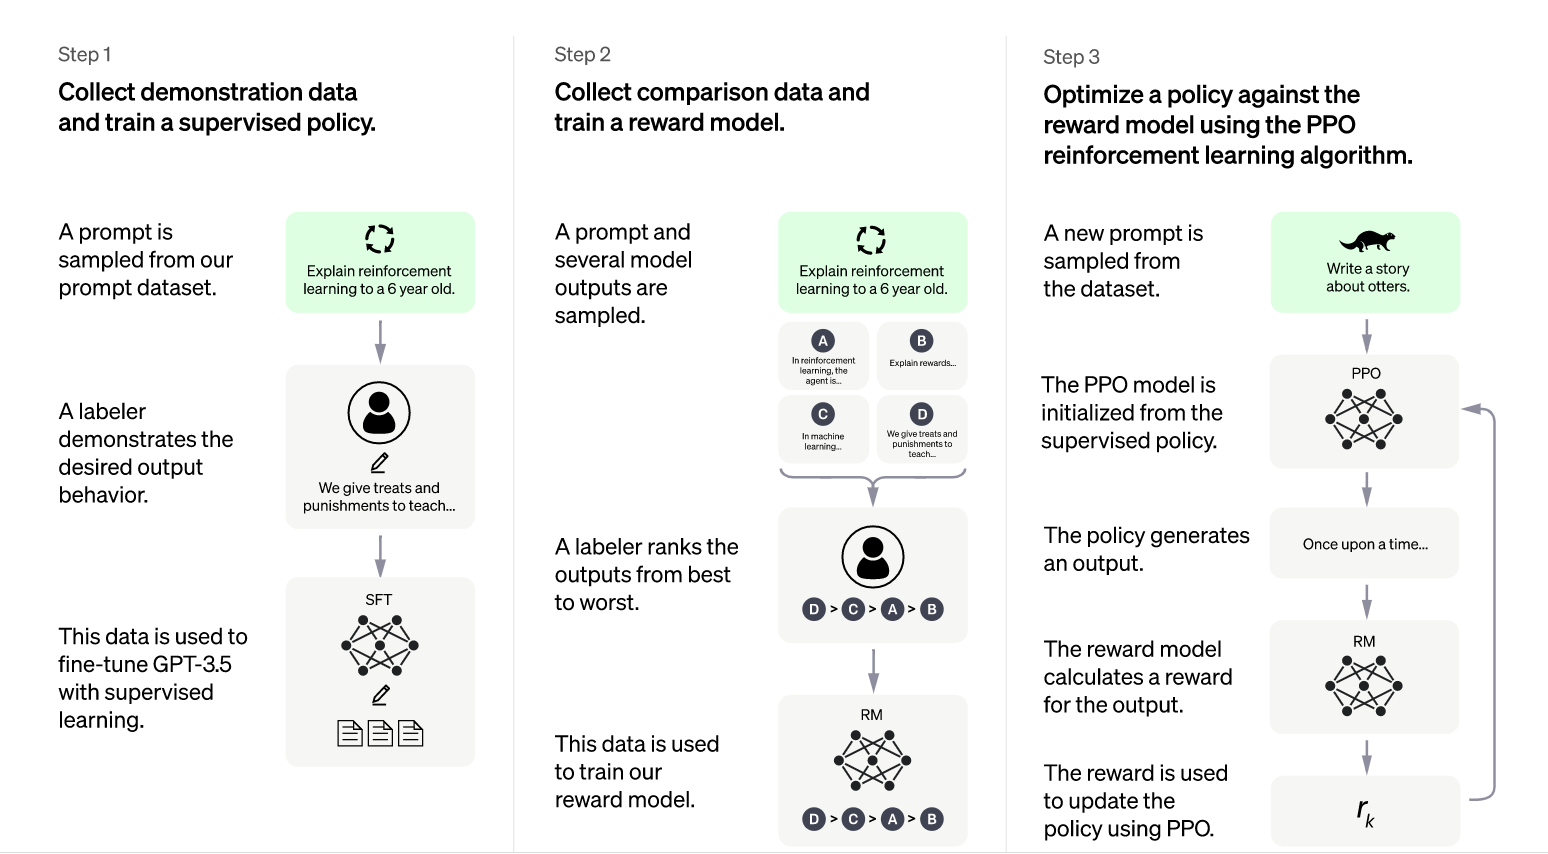 Step 1
Collect demonstration data
and train a supervised policy.
A prompt is
sampled from our
prompt dataset.
Explain reinforcement
learning to a 6 year old.
A labeler
demonstrates the
desired output
behavior.
We give treats and
punishments to teach...
This data is used to
fine-tune GPT-3.5
with supervised
learning.
SFT
Step 2
Collect comparison data and
train a reward model.
A prompt and
several model
outputs are
sampled.
Explain reinforcement
learning to a 6 year old.
A
In reinforcement
learning, the
agent is...
B
Explain rewards...
C
In machine
learning...
D
We give treats and
punishments to
teach...
A labeler ranks the
outputs from best
to worst.
D > C > A > B
This data is used
to train our
reward model.
RM
D > C > A > B
Step 3
Optimize a policy against the
reward model using the PPO
reinforcement learning algorithm.
A new prompt is
sampled from
the dataset.
Write a story
about otters.
The PPO model is
initialized from the
supervised policy.
PPO
The policy generates
an output.
Once upon a time...
The reward model
calculates a reward
for the output.
RM
The reward is used
to update the
policy using PPO.
r_k